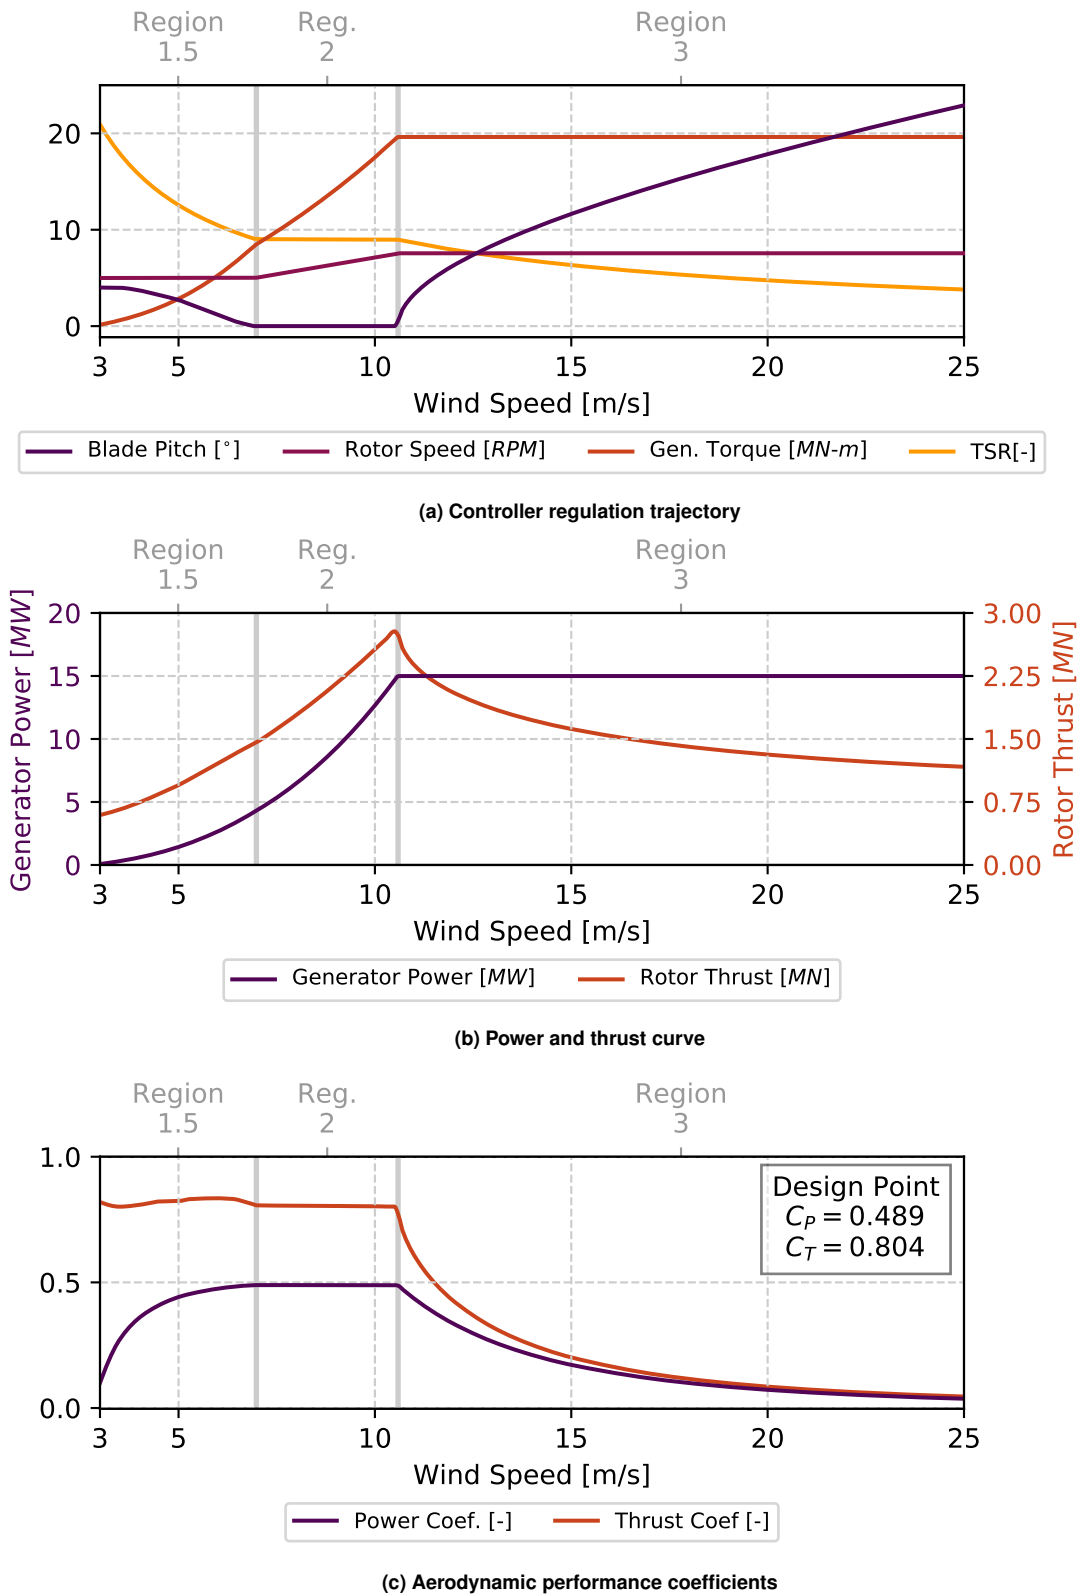 Region Reg. Region
1.5 2 3
20
10
0
3 5 10 15 20 25
Wind Speed [m/s]
Blade Pitch [°] Rotor Speed [RPM] Gen. Torque [MN-m] TSR[-]
(a) Controller regulation trajectory
Region Reg. Region
1.5 2 3
Generator Power [MW]
20 3.00
15 2.25
10 1.50
5 0.75
0 0.00
Rotor Thrust [MN]
3 5 10 15 20 25
Wind Speed [m/s]
Generator Power [MW] Rotor Thrust [MN]
(b) Power and thrust curve
Region Reg. Region
1.5 2 3
1.0
Design Point
C_P = 0.489
C_T = 0.804
0.5
0.0
3 5 10 15 20 25
Wind Speed [m/s]
Power Coef. [-] Thrust Coef [-]
(c) Aerodynamic performance coefficients